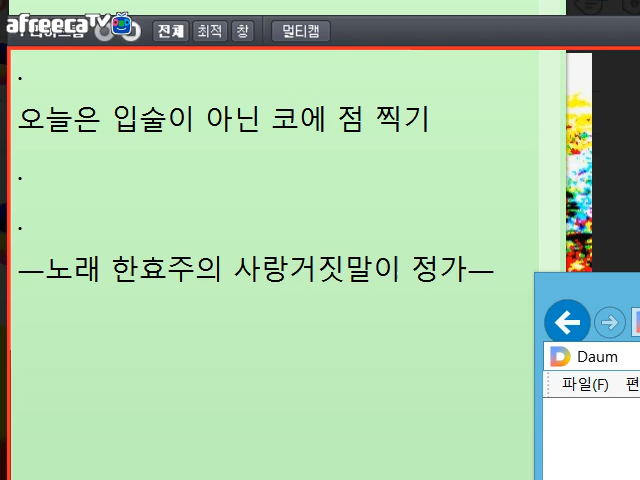 afreecaTV
전체 최적 창 멀티캠
.
오늘은 입술이 아닌 코에 점 찍기
.
.
—노래 한효주의 사랑거짓말이 정가—
Daum
파일(F) 편